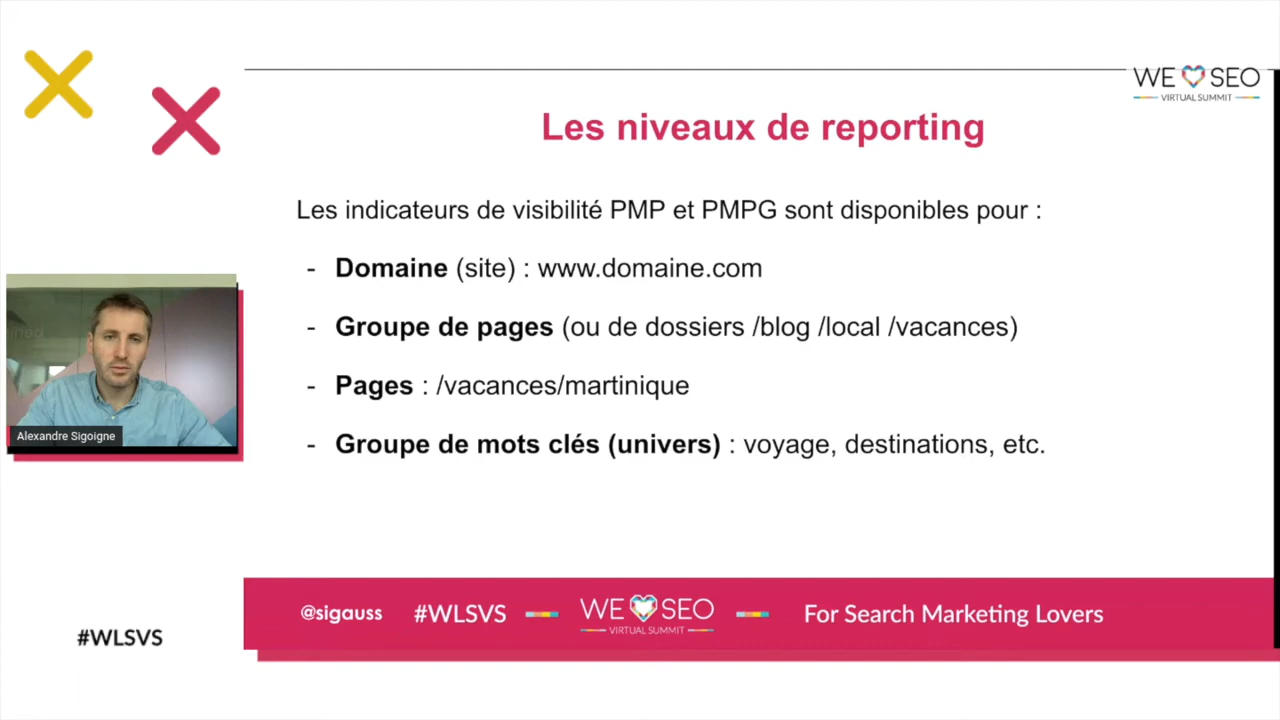 WE SEO
VIRTUAL SUMMIT
Les niveaux de reporting
Les indicateurs de visibilité PMP et PMPG sont disponibles pour :
- Domaine (site) : www.domaine.com
- Groupe de pages (ou de dossiers /blog /local /vacances)
- Pages : /vacances/martinique
- Groupe de mots clés (univers) : voyage, destinations, etc.
Alexandre Sigoigne
@sigauss #WLSVS WE SEO VIRTUAL SUMMIT For Search Marketing Lovers
#WLSVS